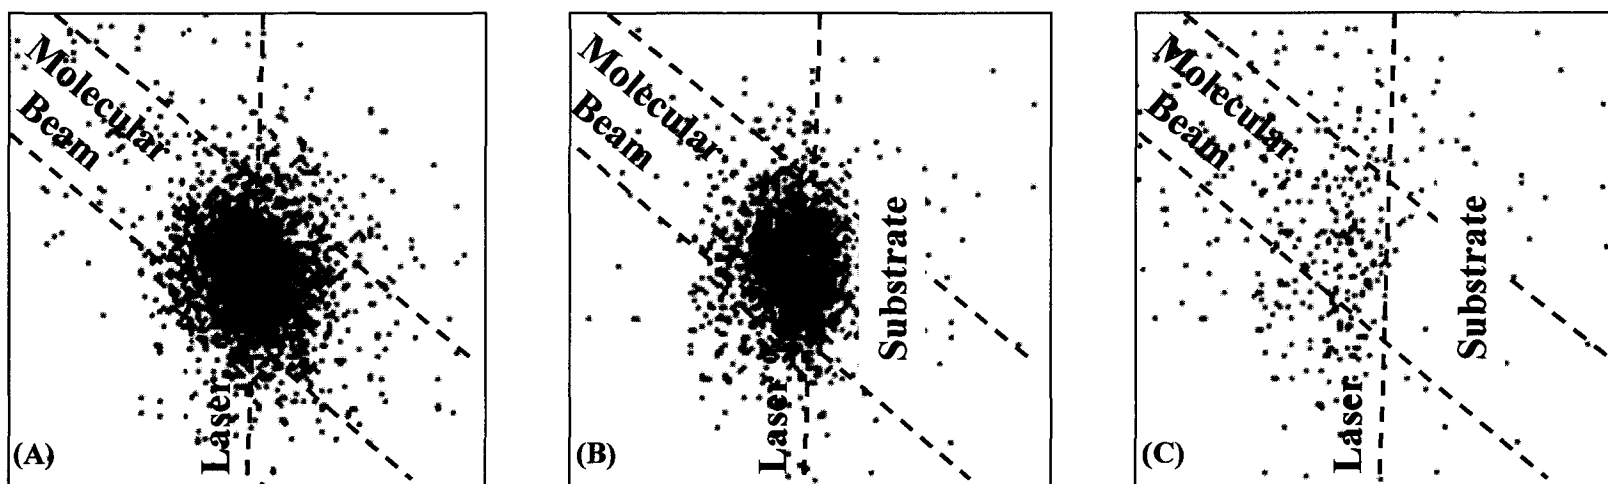 Molecular
Beam
Laser
(A)
Molecular
Beam
Substrate
Laser
(B)
Molecular
Beam
Substrate
Laser
(C)